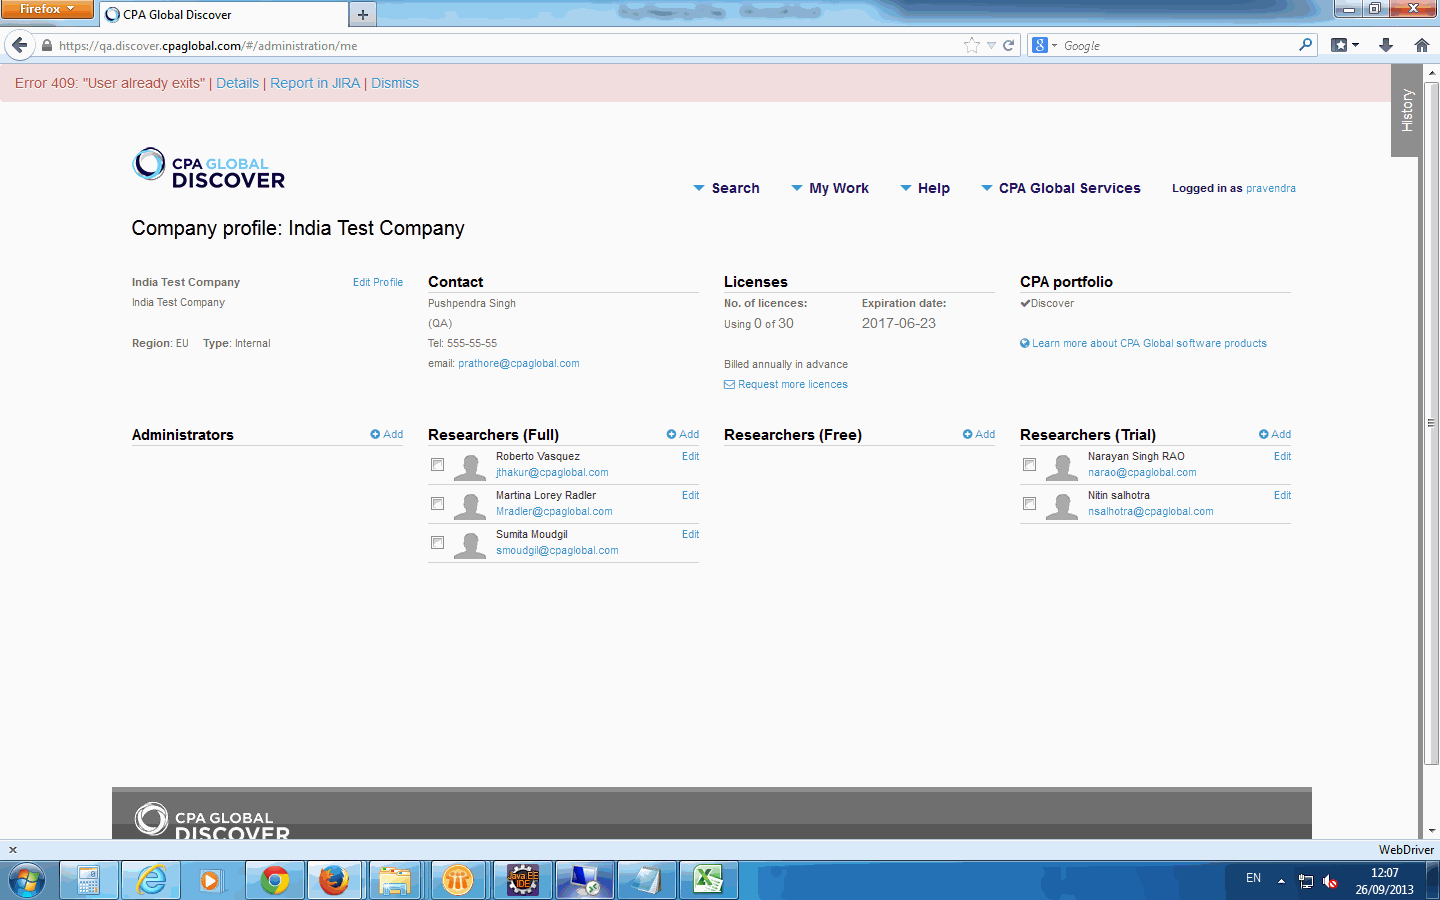 Firefox
CPA Global Discover
https://qa.discover.cpaglobal.com/#/administration/me
Google
Error 409: "User already exits" | Details | Report in JIRA | Dismiss
History
CPA GLOBAL
DISCOVER
Search My Work Help CPA Global Services Logged in as pravendra
Company profile: India Test Company
India Test Company Edit Profile
India Test Company
Region: EU Type: Internal
Contact
Pushpendra Singh
(QA)
Tel: 555-55-55
email: prathore@cpaglobal.com
Licenses
No. of licences: Expiration date:
Using 0 of 30 2017-06-23
Billed annually in advance
Request more licences
CPA portfolio
Discover
Learn more about CPA Global software products
Administrators Add
Researchers (Full) Add
Roberto Vasquez Edit
jthakur@cpaglobal.com
Martina Lorey Radler Edit
Mradler@cpaglobal.com
Sumita Moudgil Edit
smoudgil@cpaglobal.com
Researchers (Free) Add
Researchers (Trial) Add
Narayan Singh RAO Edit
narao@cpaglobal.com
Nitin salhotra Edit
nsalhotra@cpaglobal.com
CPA GLOBAL
DISCOVER
x WebDriver
Java EE
IDE
EN
12:07
26/09/2013